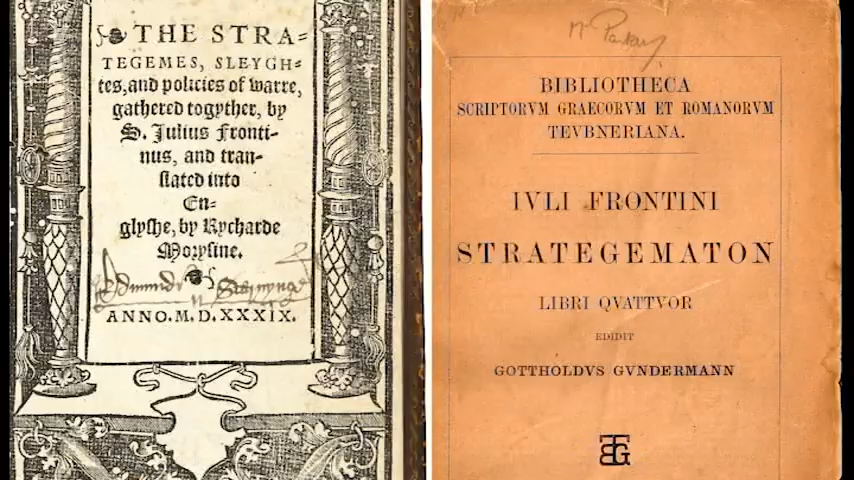 THE STRA=
TEGEMES, SLEYGH=
tes, and policies of warre,
gathered togyther, by
S. Julius Fronti-
nus, and tran-
slated into
En-
glyshe, by Rycharde
Morysine.
ANNO. M. D. XXXIX.
BIBLIOTHECA
SCRIPTORVM GRAECORVM ET ROMANORVM
TEVBNERIANA.
IVLI FRONTINI
STRATEGEMATON
LIBRI QVATTVOR
EDIDIT
GOTTHOLDVS GVNDERMANN